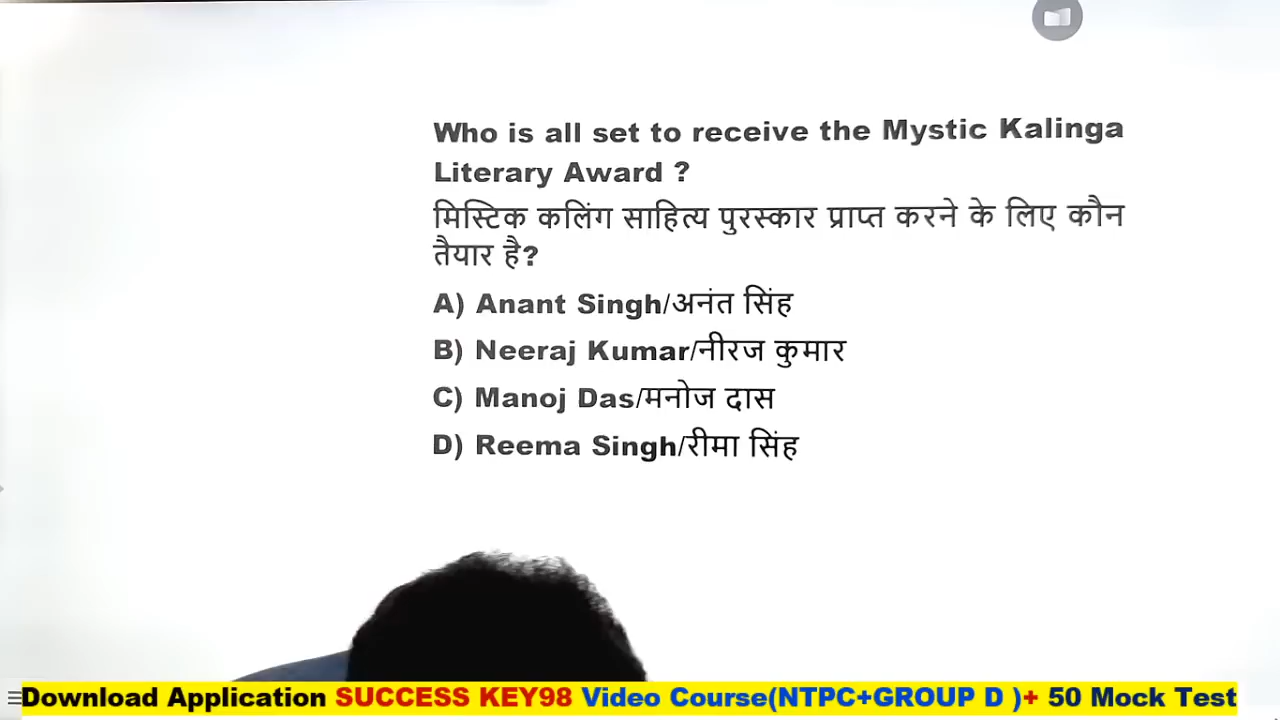 Who is all set to receive the Mystic Kalinga
Literary Award ?
मिस्टिक कलिंग साहित्य पुरस्कार प्राप्त करने के लिए कौन
तैयार है?
A) Anant Singh/अनंत सिंह
B) Neeraj Kumar/नीरज कुमार
C) Manoj Das/मनोज दास
D) Reema Singh/रीमा सिंह
Download Application SUCCESS KEY98 Video Course(NTPC+GROUP D )+ 50 Mock Test